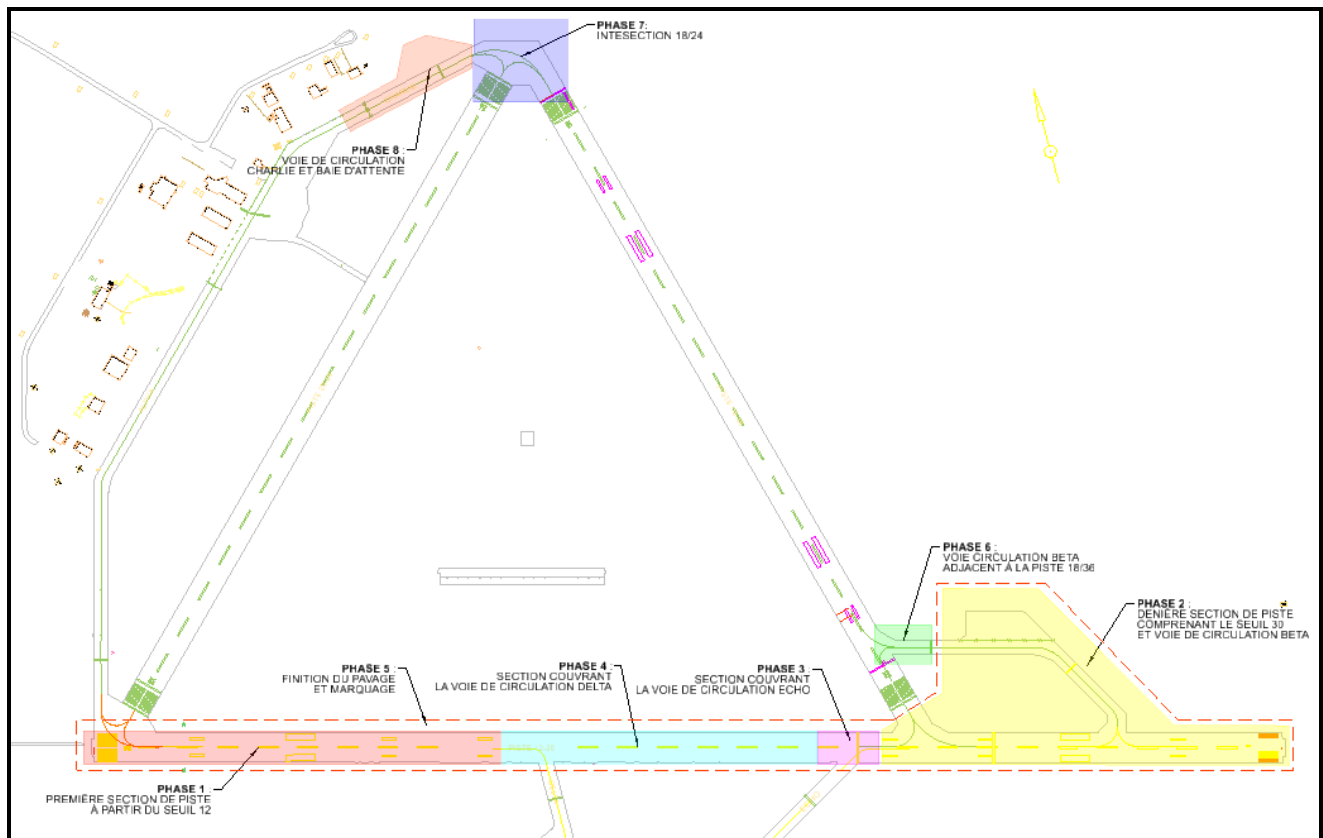 PHASE 7:
INTESECTION 18/24
PHASE 8 :
VOIE DE CIRCULATION
CHARLIE ET BAIE D'ATTENTE
PHASE 6 :
VOIE CIRCULATION BETA
ADJACENT À LA PISTE 18/36
PHASE 2 :
DENIÈRE SECTION DE PISTE
COMPRENANT LE SEUIL 30
ET VOIE DE CIRCULATION BETA
PHASE 5 :
FINITION DU PAVAGE
ET MARQUAGE
PHASE 4 :
SECTION COUVRANT
LA VOIE DE CIRCULATION DELTA
PHASE 3 :
SECTION COUVRANT
LA VOIE DE CIRCULATION ECHO
PHASE 1 :
PREMIÈRE SECTION DE PISTE
À PARTIR DU SEUIL 12